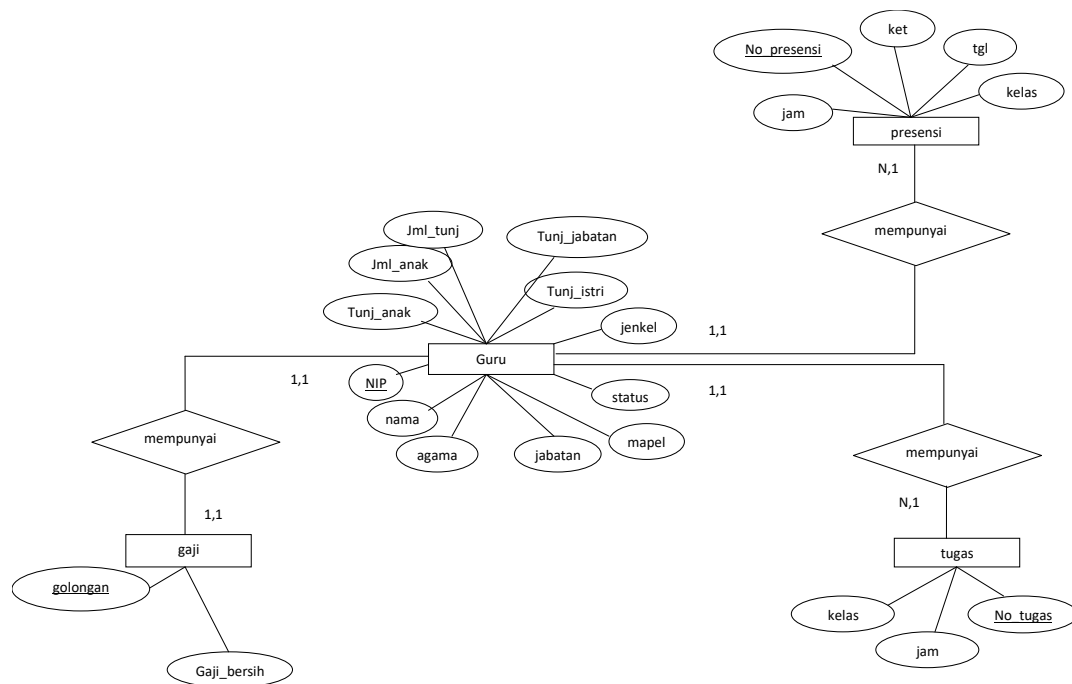 ket
No_presensi
tgl
kelas
jam
presensi
N,1
mempunyai
Jml_tunj
Tunj_jabatan
Jml_anak
Tunj_istri
Tunj_anak
jenkel
1,1
Guru
1,1
NIP
1,1
status
nama
mapel
agama
jabatan
mempunyai
mempunyai
N,1
1,1
gaji
tugas
golongan
kelas
No_tugas
jam
Gaji_bersih